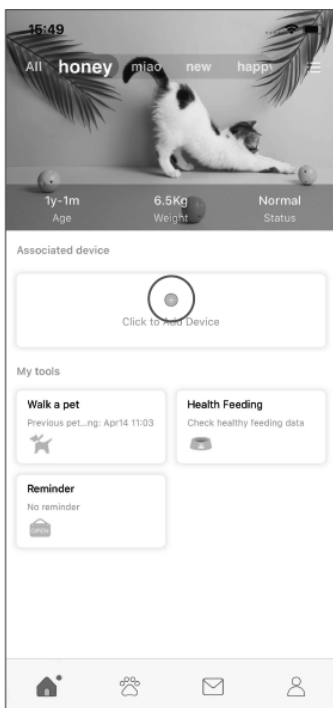 15:49
All honey miao new happy
1y-1m 6.5Kg Normal
Age Weight Status
Associated device
Click to Add Device
My tools
Walk a pet Health Feeding
Previous pet...ng: Apr14 11:03 Check healthy feeding data
Reminder
No reminder
OPEN